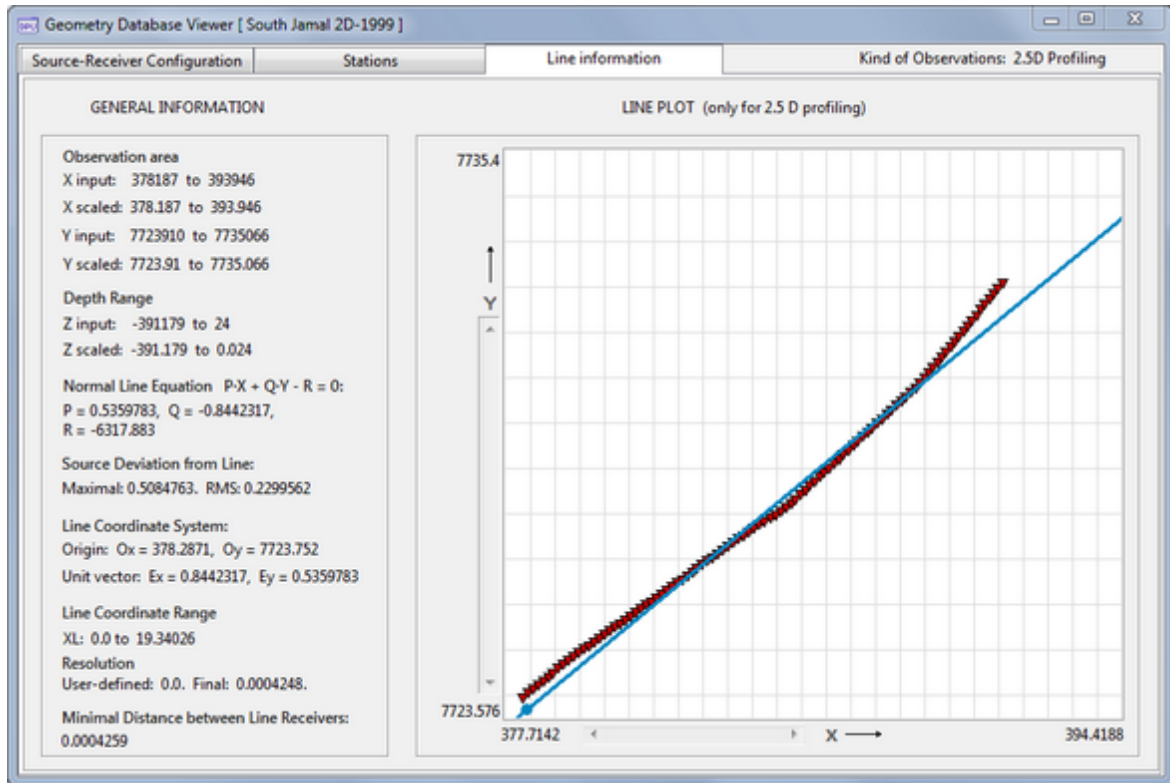 Geometry Database Viewer [ South Jamal 2D-1999 ]
Source-Receiver Configuration
Stations
Line information
Kind of Observations: 2.5D Profiling
GENERAL INFORMATION
Observation area
X input: 378187 to 393946
X scaled: 378.187 to 393.946
Y input: 7723910 to 7735066
Y scaled: 7723.91 to 7735.066
Depth Range
Z input: -391179 to 24
Z scaled: -391.179 to 0.024
Normal Line Equation P·X + Q·Y - R = 0:
P = 0.5359783, Q = -0.8442317,
R = -6317.883
Source Deviation from Line:
Maximal: 0.5084763. RMS: 0.2299562
Line Coordinate System:
Origin: Ox = 378.2871, Oy = 7723.752
Unit vector: Ex = 0.8442317, Ey = 0.5359783
Line Coordinate Range
XL: 0.0 to 19.34026
Resolution
User-defined: 0.0. Final: 0.0004248.
Minimal Distance between Line Receivers:
0.0004259
LINE PLOT (only for 2.5 D profiling)
7735.4
Y
7723.576
377.7142
X
394.4188